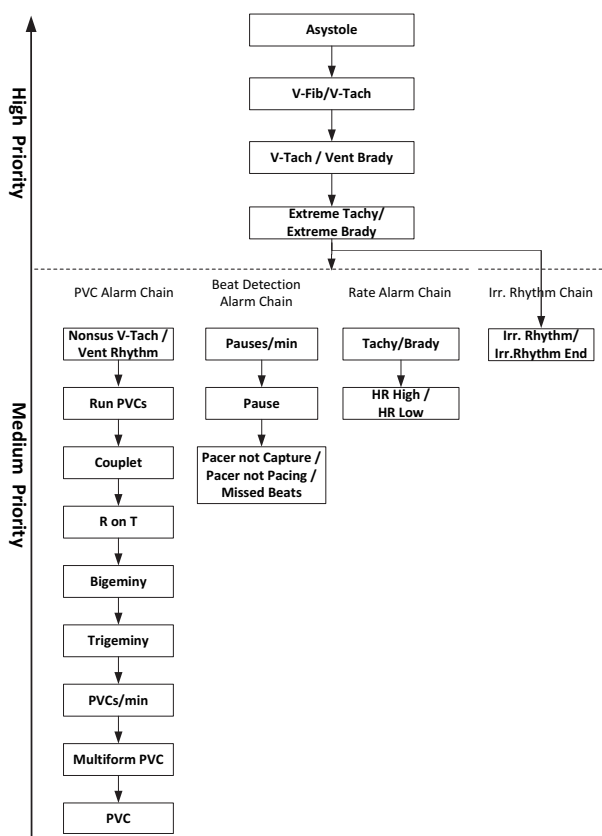 Asystole
V-Fib/V-Tach
V-Tach / Vent Brady
Extreme Tachy/
Extreme Brady
High Priority
PVC Alarm Chain
Beat Detection
Alarm Chain
Rate Alarm Chain
Irr. Rhythm Chain
Nonsus V-Tach /
Vent Rhythm
Run PVCs
Couplet
R on T
Bigeminy
Trigeminy
PVCs/min
Multiform PVC
PVC
Pauses/min
Pause
Pacer not Capture /
Pacer not Pacing /
Missed Beats
Tachy/Brady
HR High /
HR Low
Irr. Rhythm/
Irr.Rhythm End
Medium Priority